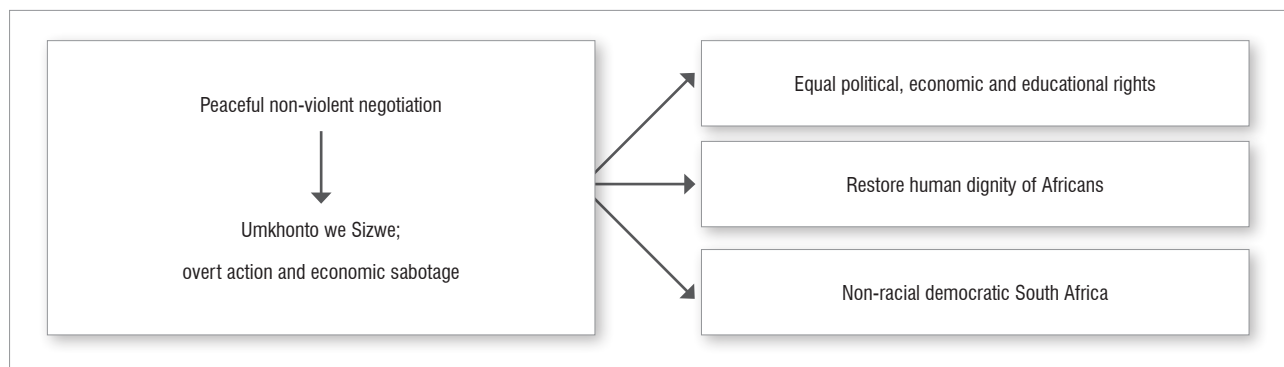 Peaceful non-violent negotiation
Umkhonto we Sizwe;
overt action and economic sabotage
Equal political, economic and educational rights
Restore human dignity of Africans
Non-racial democratic South Africa